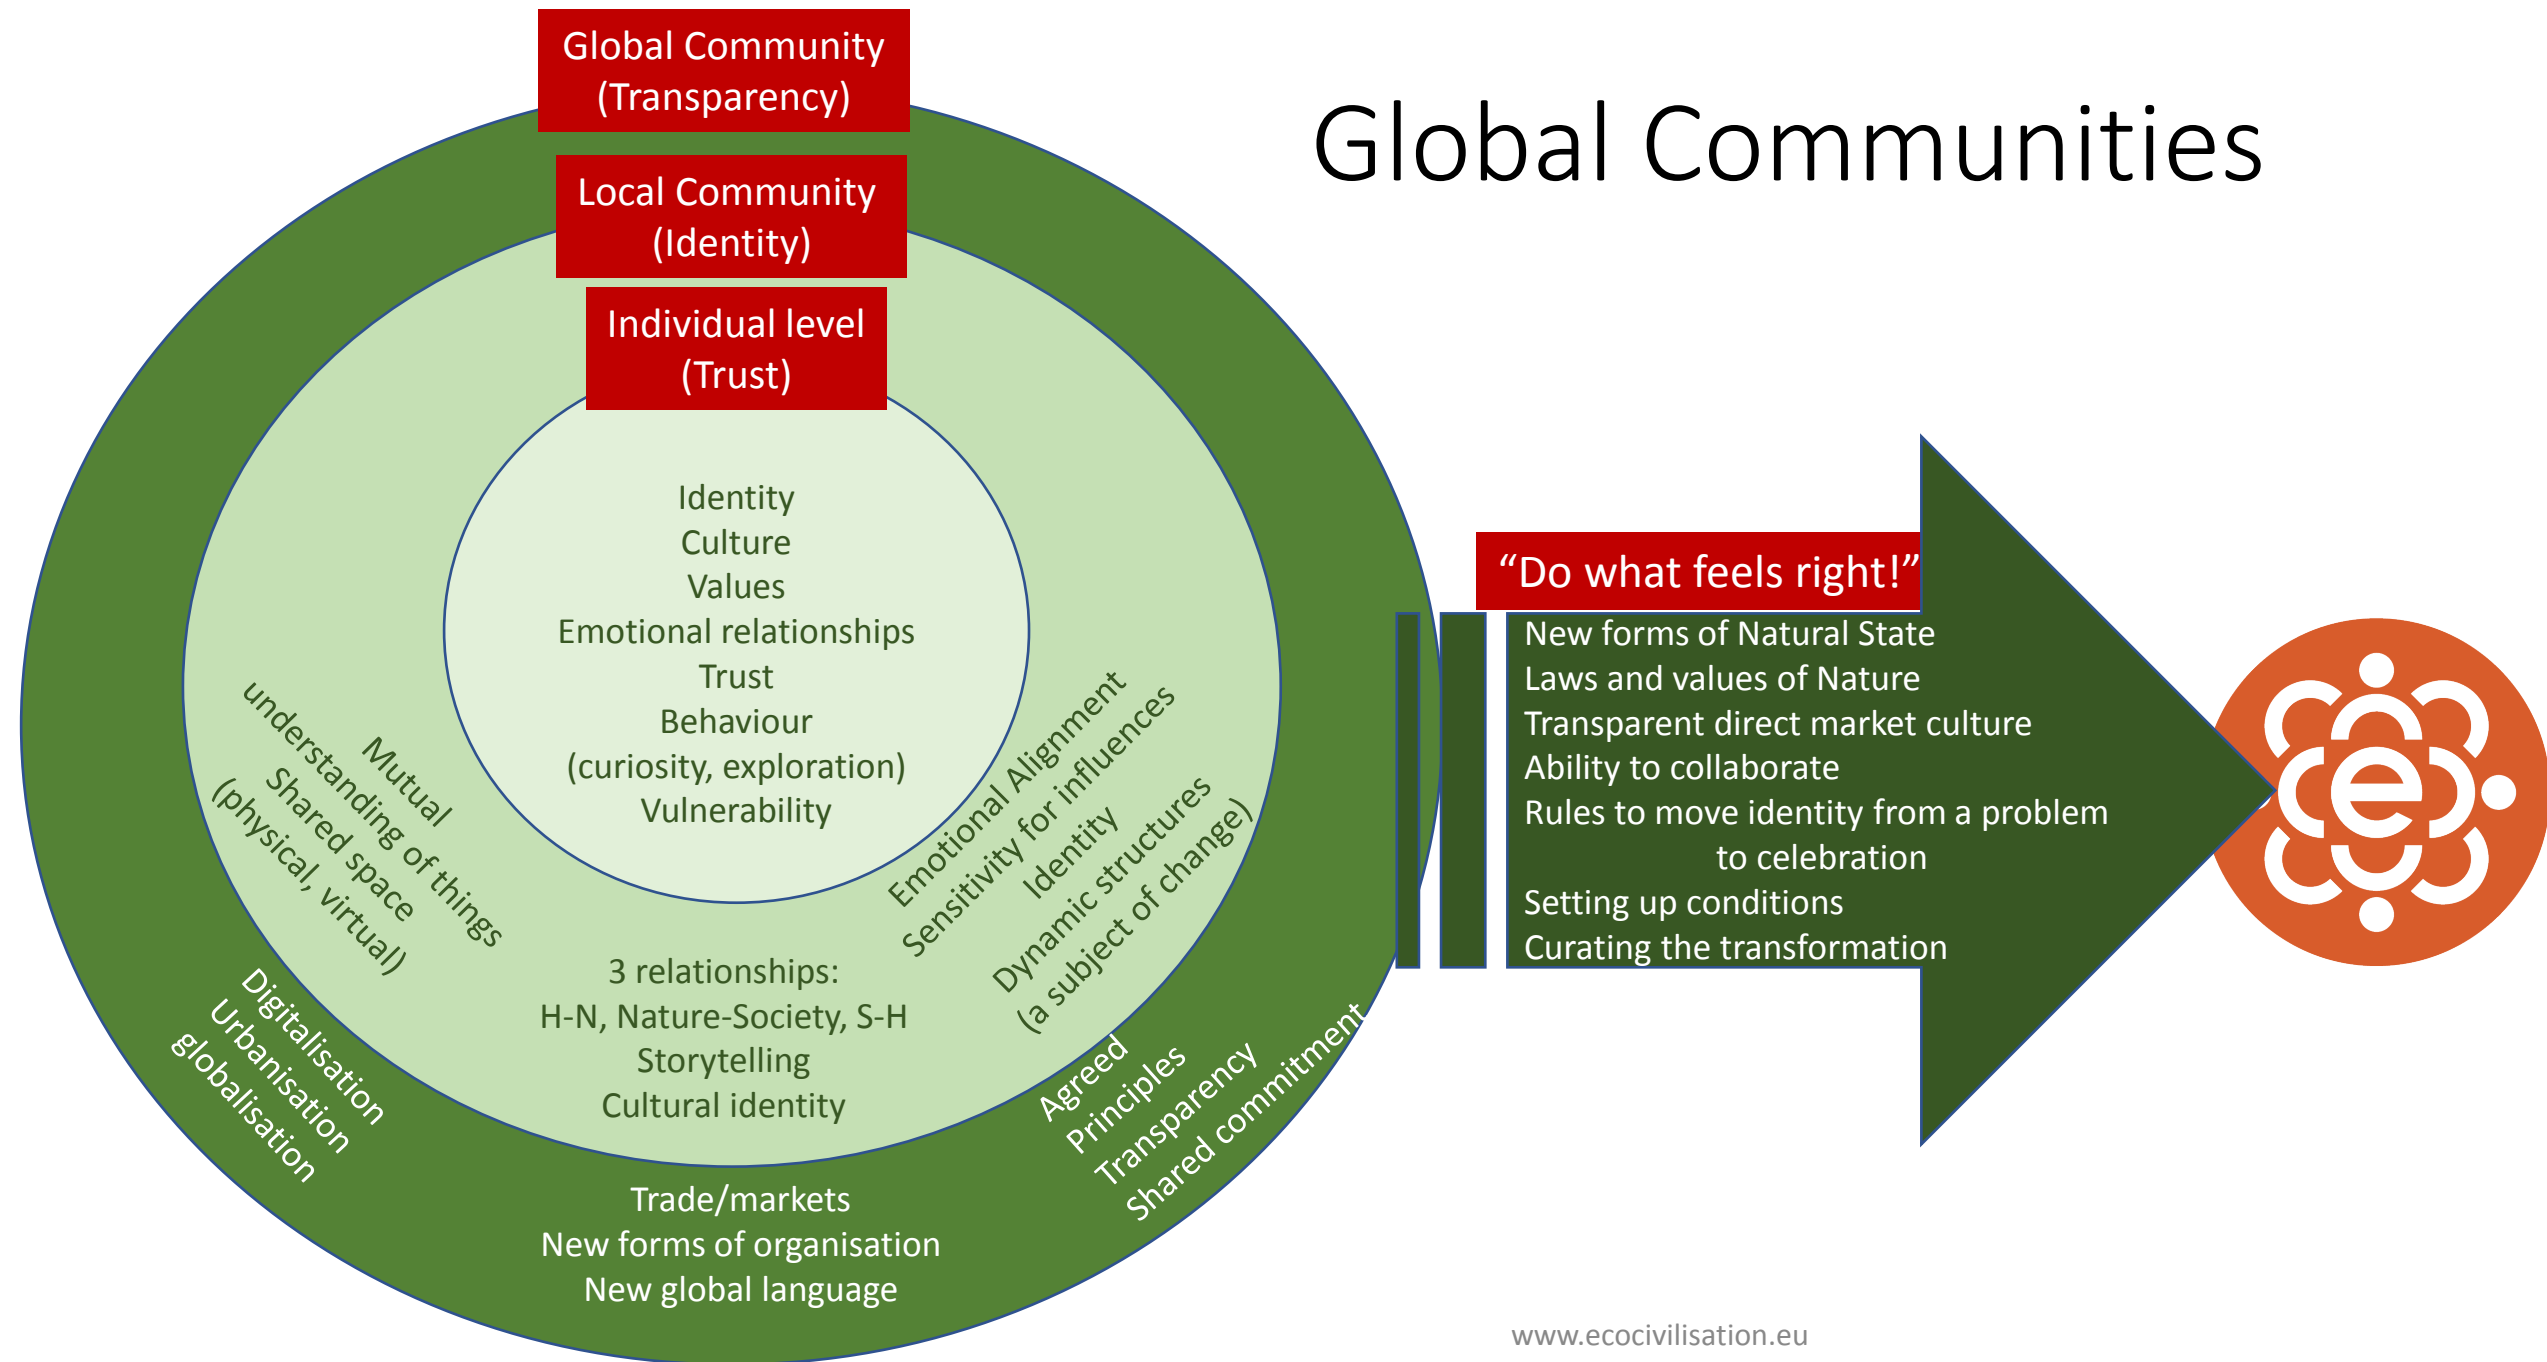 Global Communities
Global Community
(Transparency)
Local Community
(Identity)
Individual level
(Trust)
Identity
Culture
Values
Emotional relationships
Trust
Behaviour
(curiosity, exploration)
Vulnerability
Mutual
understanding of things
Shared space
(physical, virtual)
3 relationships:
H-N, Nature-Society, S-H
Storytelling
Cultural identity
Emotional Alignment
Sensitivity for influences
Identity
Dynamic structures
(a subject of change)
Digitalisation
Urbanisation
globalisation
Trade/markets
New forms of organisation
New global language
Agreed
Principles
Transparency
Shared commitment
“Do what feels right!”
New forms of Natural State
Laws and values of Nature
Transparent direct market culture
Ability to collaborate
Rules to move identity from a problem
to celebration
Setting up conditions
Curating the transformation
e
www.ecocivilisation.eu